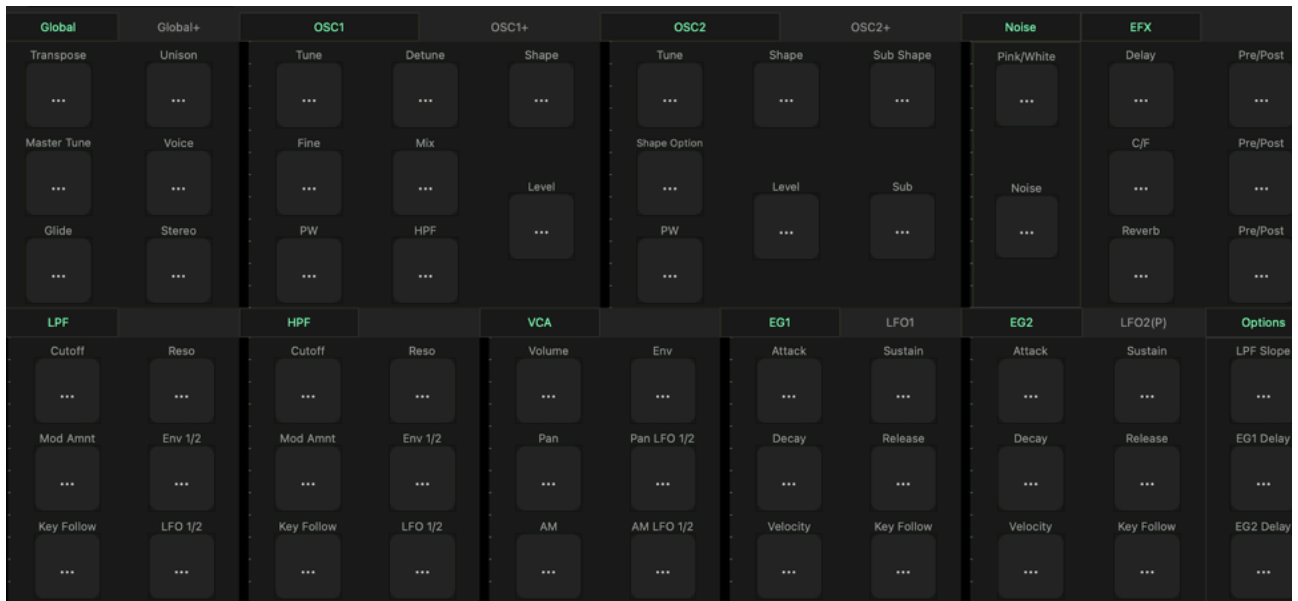 Global Global+ OSC1 OSC1+ OSC2 OSC2+ Noise EFX
Transpose Unison Tune Detune Shape Tune Shape Sub Shape Pink/White Delay Pre/Post
... ... ... ... ... ... ... ... ... ... ...
Master Tune Voice Fine Mix Shape Option C/F Pre/Post
... ... ... ... ... ... ...
Level Level Sub Noise
Glide Stereo PW HPF ... PW ... ... ... Reverb Pre/Post
... ... ... ... ... ... ...
LPF HPF VCA EG1 LFO1 EG2 LFO2(P) Options
Cutoff Reso Cutoff Reso Volume Env Attack Sustain Attack Sustain LPF Slope
... ... ... ... ... ... ... ... ... ... ...
Mod Amnt Env 1/2 Mod Amnt Env 1/2 Pan Pan LFO 1/2 Decay Release Decay Release EG1 Delay
... ... ... ... ... ... ... ... ... ... ...
Key Follow LFO 1/2 Key Follow LFO 1/2 AM AM LFO 1/2 Velocity Key Follow Velocity Key Follow EG2 Delay
... ... ... ... ... ... ... ... ... ... ...